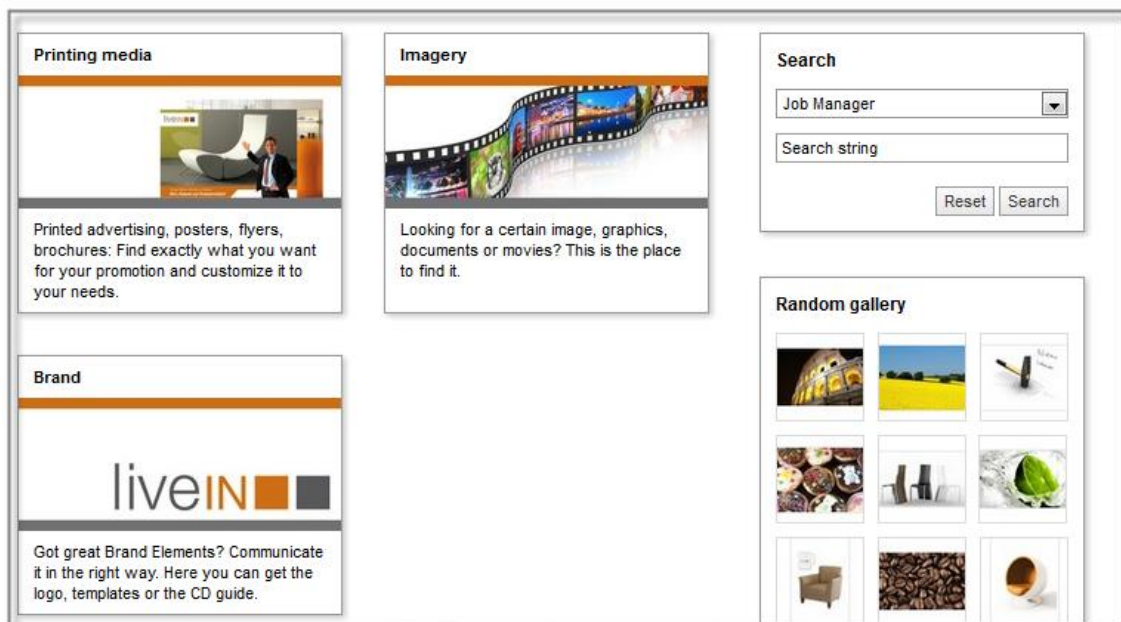 Printing media
liveIN
Printed advertising, posters, flyers,
brochures: Find exactly what you want
for your promotion and customize it to
your needs.
Imagery
Looking for a certain image, graphics,
documents or movies? This is the place
to find it.
Brand
liveIN
Got great Brand Elements? Communicate
it in the right way. Here you can get the
logo, templates or the CD guide.
Search
Job Manager
Search string
Reset Search
Random gallery